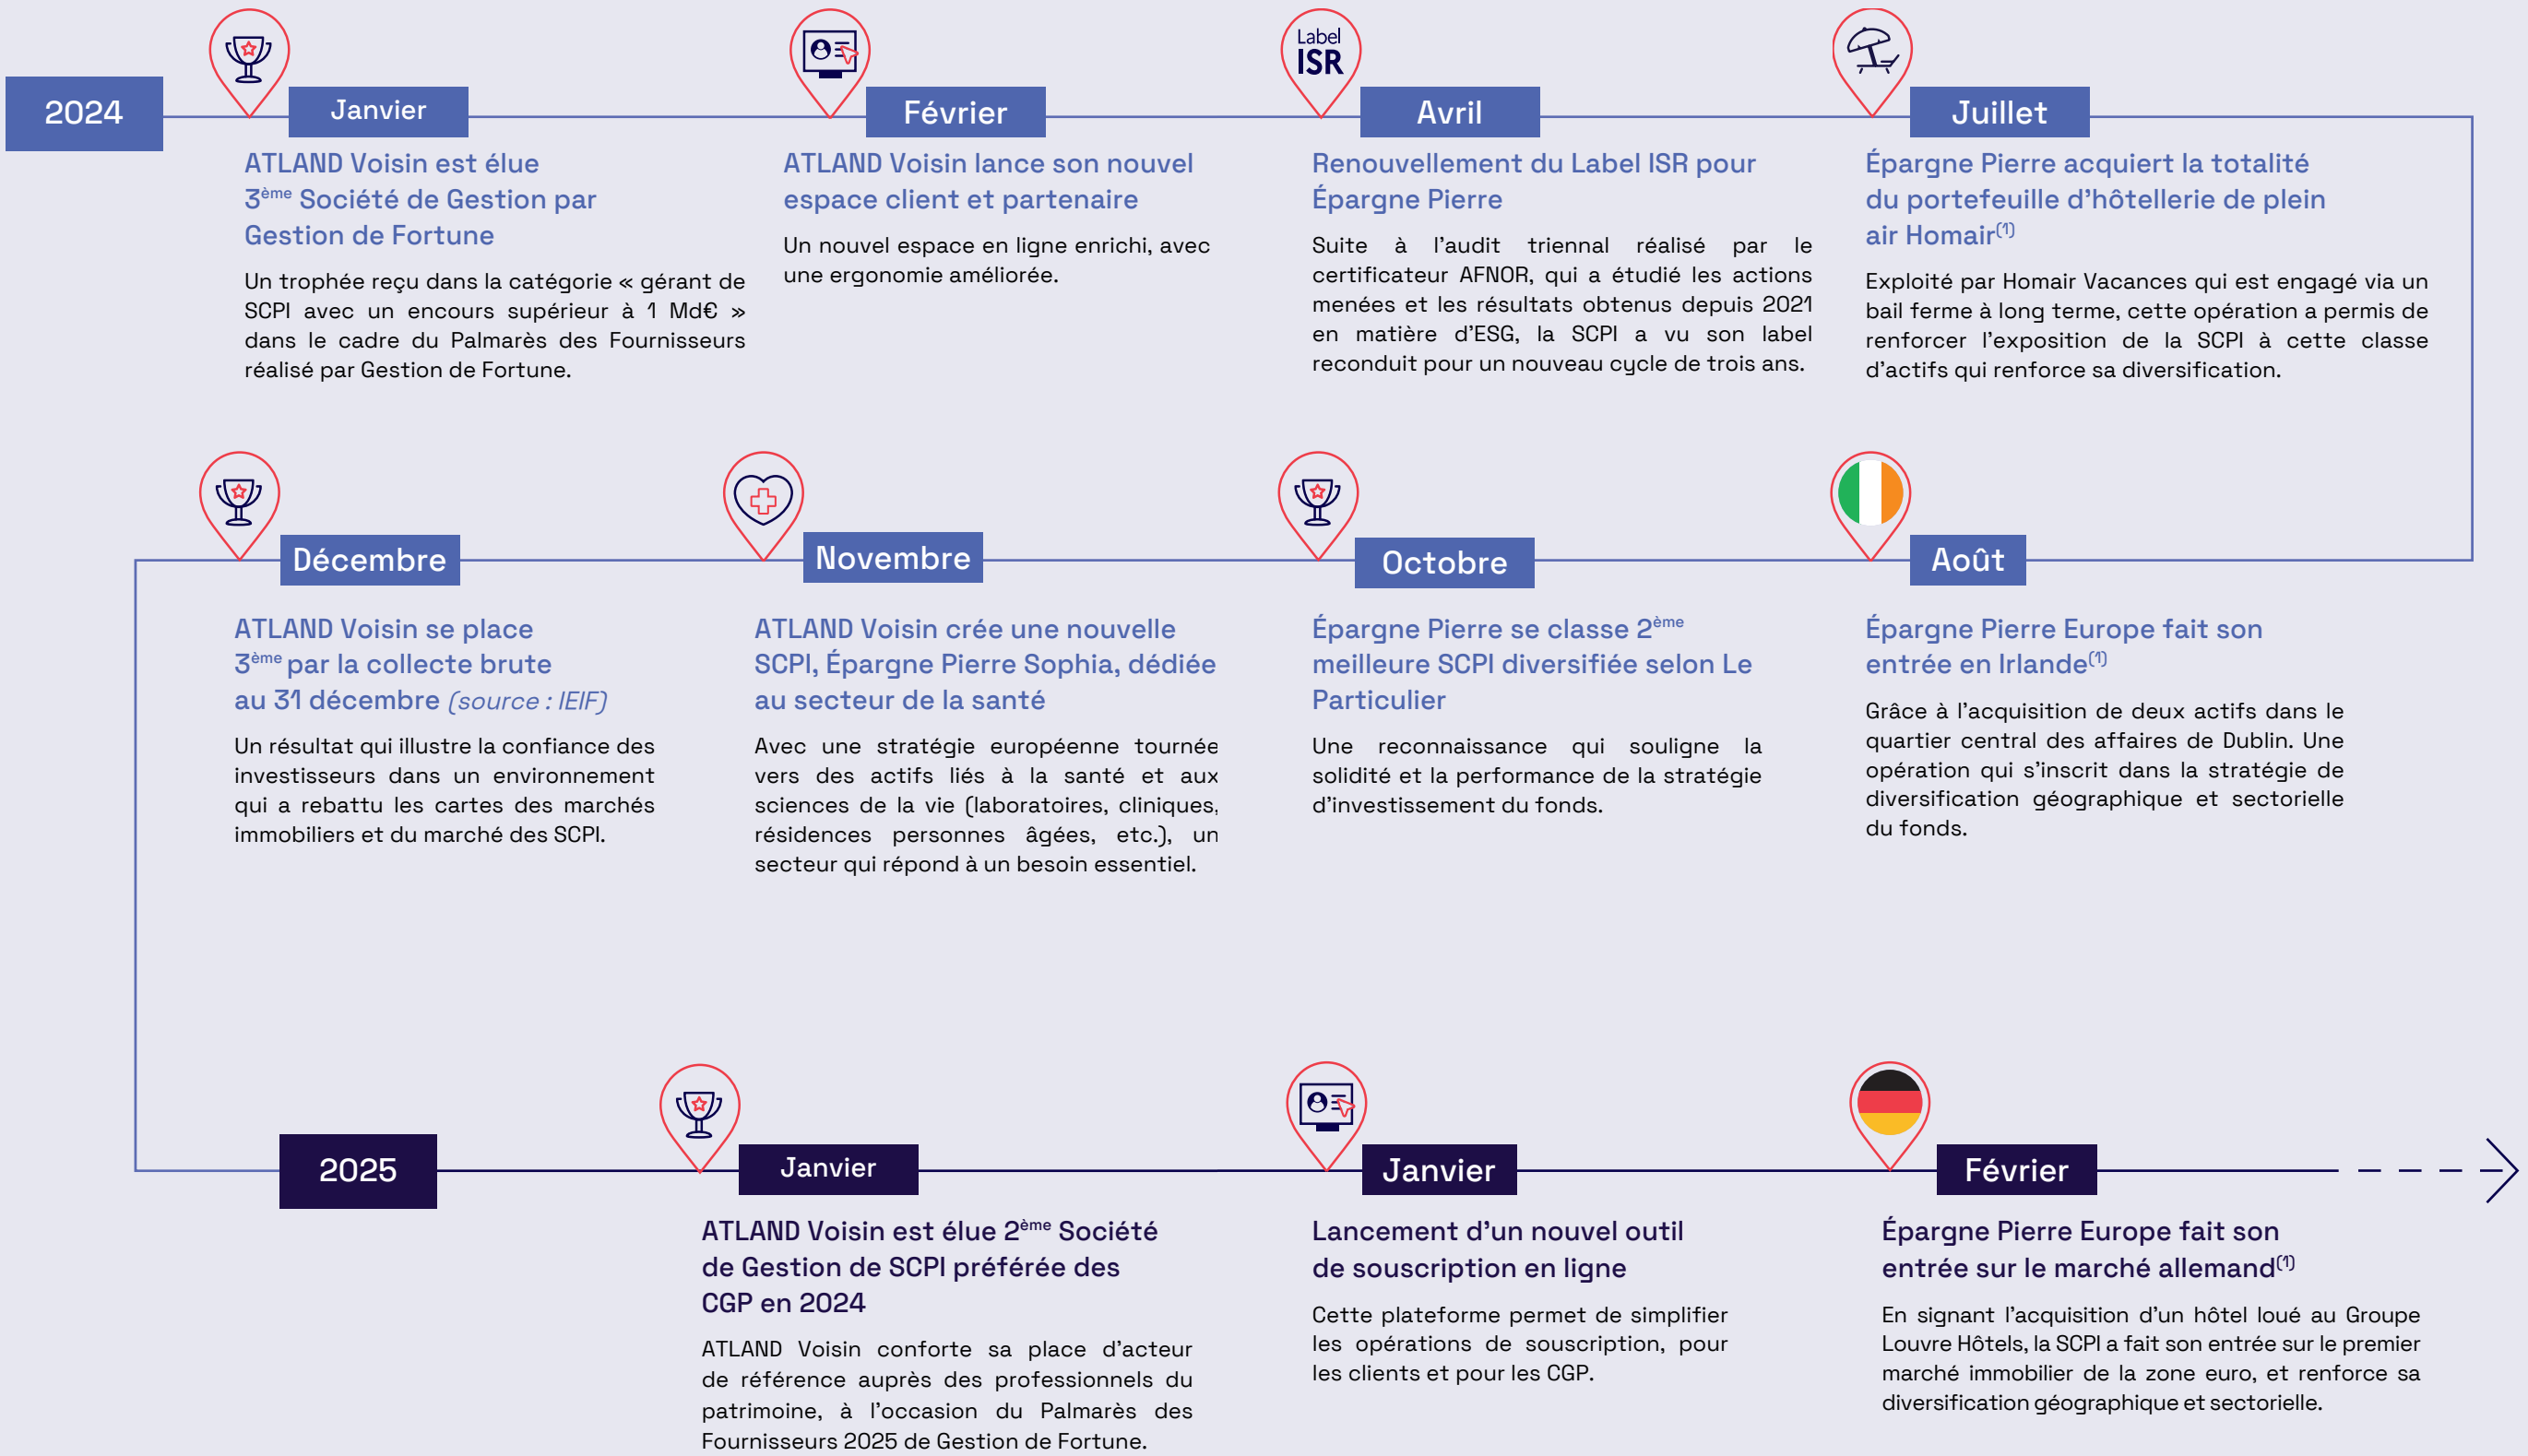 2024
Label
ISR
Janvier
ATLAND Voisin est élue
3ème Société de Gestion par
Gestion de Fortune
Un trophée reçu dans la catégorie « gérant de
SCPI avec un encours supérieur à 1 Md€ »
dans le cadre du Palmarès des Fournisseurs
réalisé par Gestion de Fortune.
Février
ATLAND Voisin lance son nouvel
espace client et partenaire
Un nouvel espace en ligne enrichi, avec
une ergonomie améliorée.
Avril
Renouvellement du Label ISR pour
Épargne Pierre
Suite à l'audit triennal réalisé par le
certificateur AFNOR, qui a étudié les actions
menées et les résultats obtenus depuis 2021
en matière d'ESG, la SCPI a vu son label
reconduit pour un nouveau cycle de trois ans.
Juillet
Épargne Pierre acquiert la totalité
du portefeuille d'hôtellerie de plein
air Homair(1)
Exploité par Homair Vacances qui est engagé via un
bail ferme à long terme, cette opération a permis de
renforcer l'exposition de la SCPI à cette classe
d'actifs qui renforce sa diversification.
Août
Épargne Pierre Europe fait son
entrée en Irlande(1)
Grâce à l'acquisition de deux actifs dans le
quartier central des affaires de Dublin. Une
opération qui s'inscrit dans la stratégie de
diversification géographique et sectorielle
du fonds.
Octobre
Épargne Pierre se classe 2ème
meilleure SCPI diversifiée selon Le
Particulier
Une reconnaissance qui souligne la
solidité et la performance de la stratégie
d'investissement du fonds.
Novembre
ATLAND Voisin crée une nouvelle
SCPI, Épargne Pierre Sophia, dédiée
au secteur de la santé
Avec une stratégie européenne tournée
vers des actifs liés à la santé et aux
sciences de la vie (laboratoires, cliniques,
résidences personnes âgées, etc.), un
secteur qui répond à un besoin essentiel.
Décembre
ATLAND Voisin se place
3ème par la collecte brute
au 31 décembre (source : IEIF)
Un résultat qui illustre la confiance des
investisseurs dans un environnement
qui a rebattu les cartes des marchés
immobiliers et du marché des SCPI.
2025
Janvier
ATLAND Voisin est élue 2ème Société
de Gestion de SCPI préférée des
CGP en 2024
ATLAND Voisin conforte sa place d'acteur
de référence auprès des professionnels du
patrimoine, à l'occasion du Palmarès des
Fournisseurs 2025 de Gestion de Fortune.
Janvier
Lancement d'un nouvel outil
de souscription en ligne
Cette plateforme permet de simplifier
les opérations de souscription, pour
les clients et pour les CGP.
Février
Épargne Pierre Europe fait son
entrée sur le marché allemand(1)
En signant l'acquisition d'un hôtel loué au Groupe
Louvre Hôtels, la SCPI a fait son entrée sur le premier
marché immobilier de la zone euro, et renforce sa
diversification géographique et sectorielle.